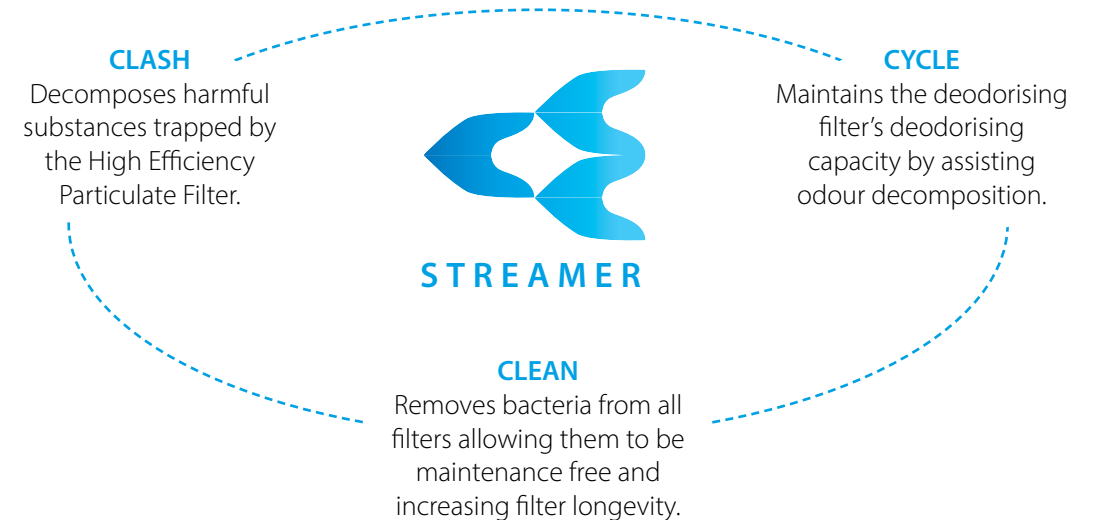 CLASH
Decomposes harmful
substances trapped by
the High Efficiency
Particulate Filter.
CYCLE
Maintains the deodorising
filter’s deodorising
capacity by assisting
odour decomposition.
STREAMER
CLEAN
Removes bacteria from all
filters allowing them to be
maintenance free and
increasing filter longevity.